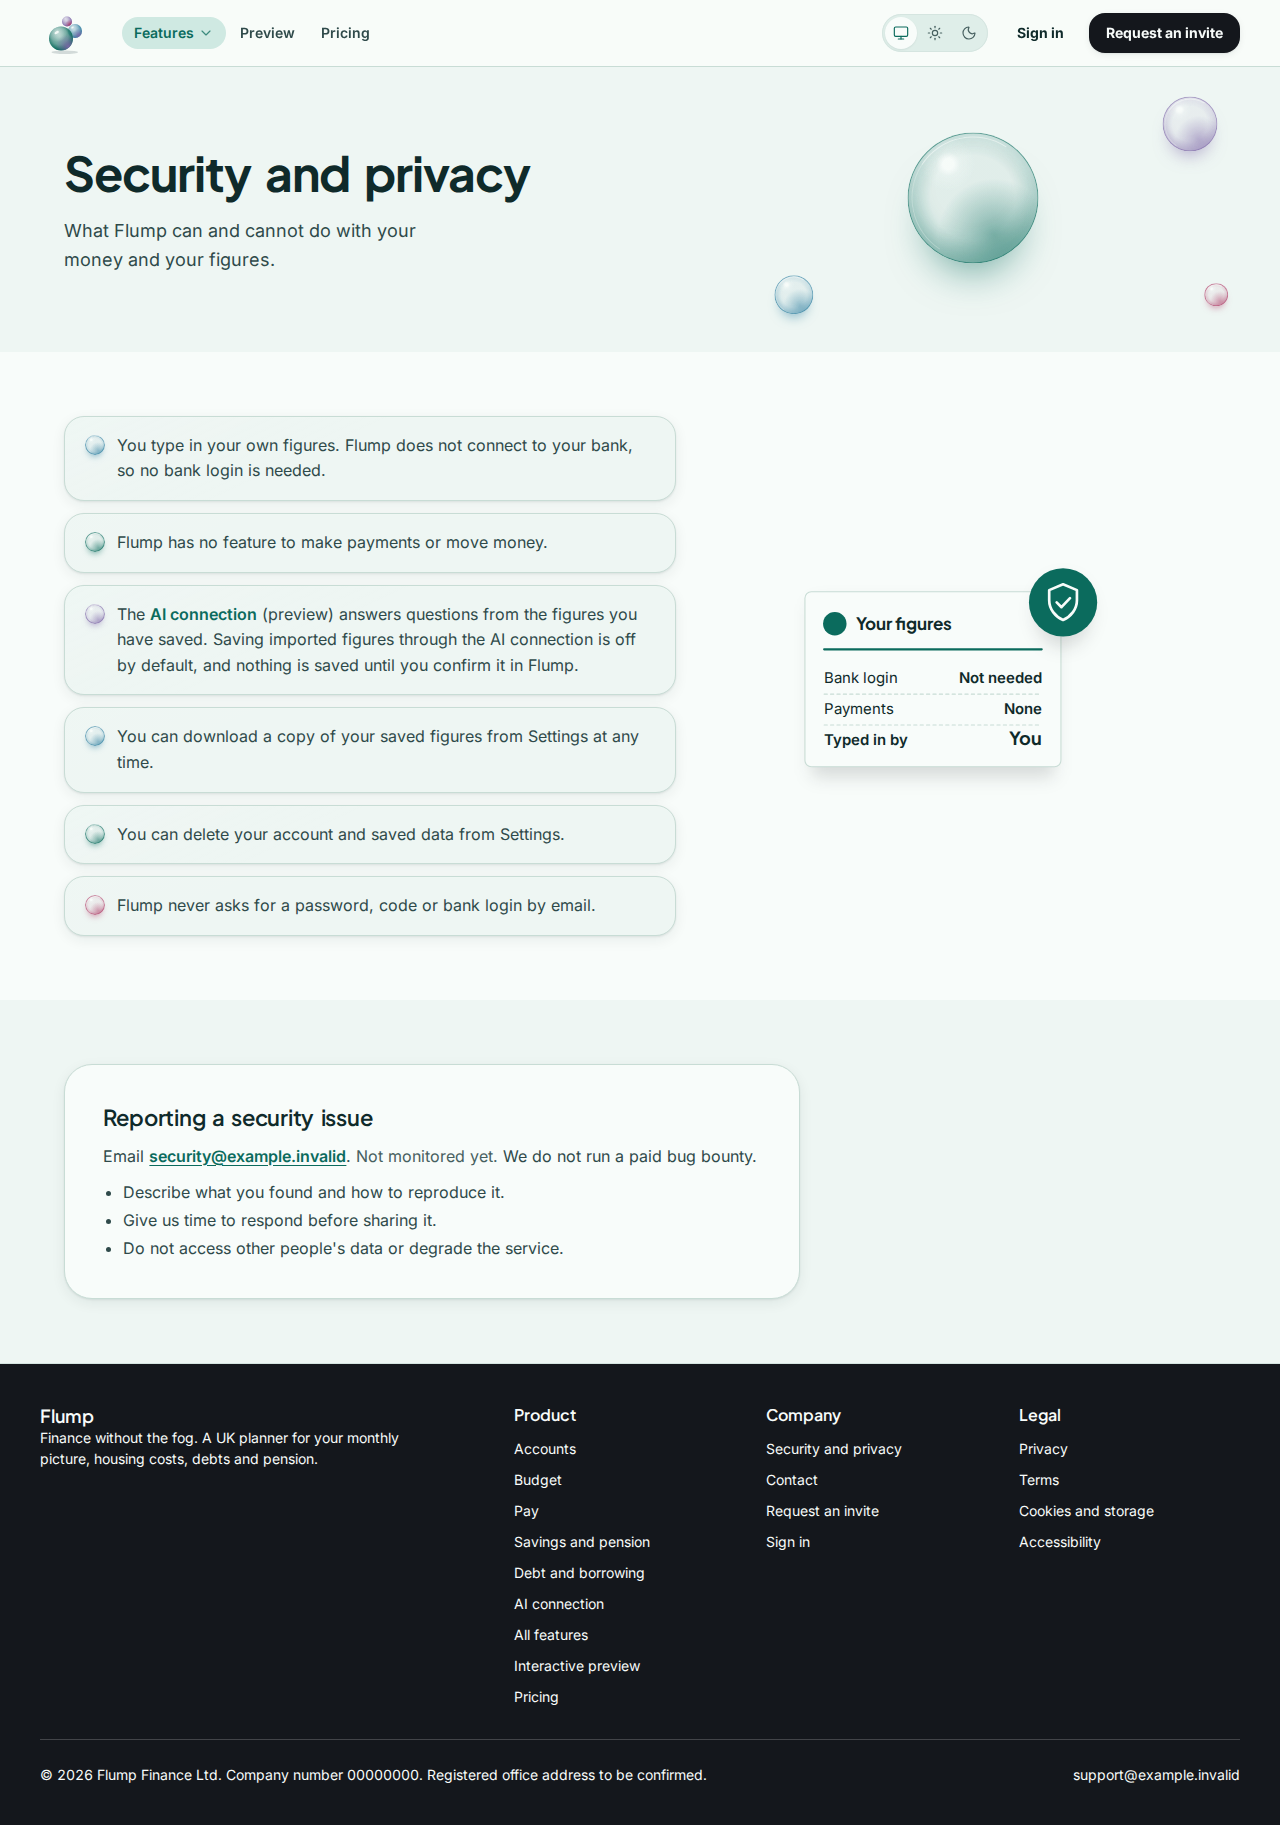 Features
Preview
Pricing
Sign in
Request an invite
Security and privacy
What Flump can and cannot do with your
money and your figures.
You type in your own figures. Flump does not connect to your bank,
so no bank login is needed.
Flump has no feature to make payments or move money.
The AI connection (preview) answers questions from the figures you
have saved. Saving imported figures through the AI connection is off
by default, and nothing is saved until you confirm it in Flump.
You can download a copy of your saved figures from Settings at any
time.
You can delete your account and saved data from Settings.
Flump never asks for a password, code or bank login by email.
Your figures
Bank login Not needed
Payments None
Typed in by You
Reporting a security issue
Email security@example.invalid. Not monitored yet. We do not run a paid bug bounty.
• Describe what you found and how to reproduce it.
• Give us time to respond before sharing it.
• Do not access other people's data or degrade the service.
Flump
Finance without the fog. A UK planner for your monthly
picture, housing costs, debts and pension.
Product
Accounts
Budget
Pay
Savings and pension
Debt and borrowing
AI connection
All features
Interactive preview
Pricing
Company
Security and privacy
Contact
Request an invite
Sign in
Legal
Privacy
Terms
Cookies and storage
Accessibility
© 2026 Flump Finance Ltd. Company number 00000000. Registered office address to be confirmed.
support@example.invalid